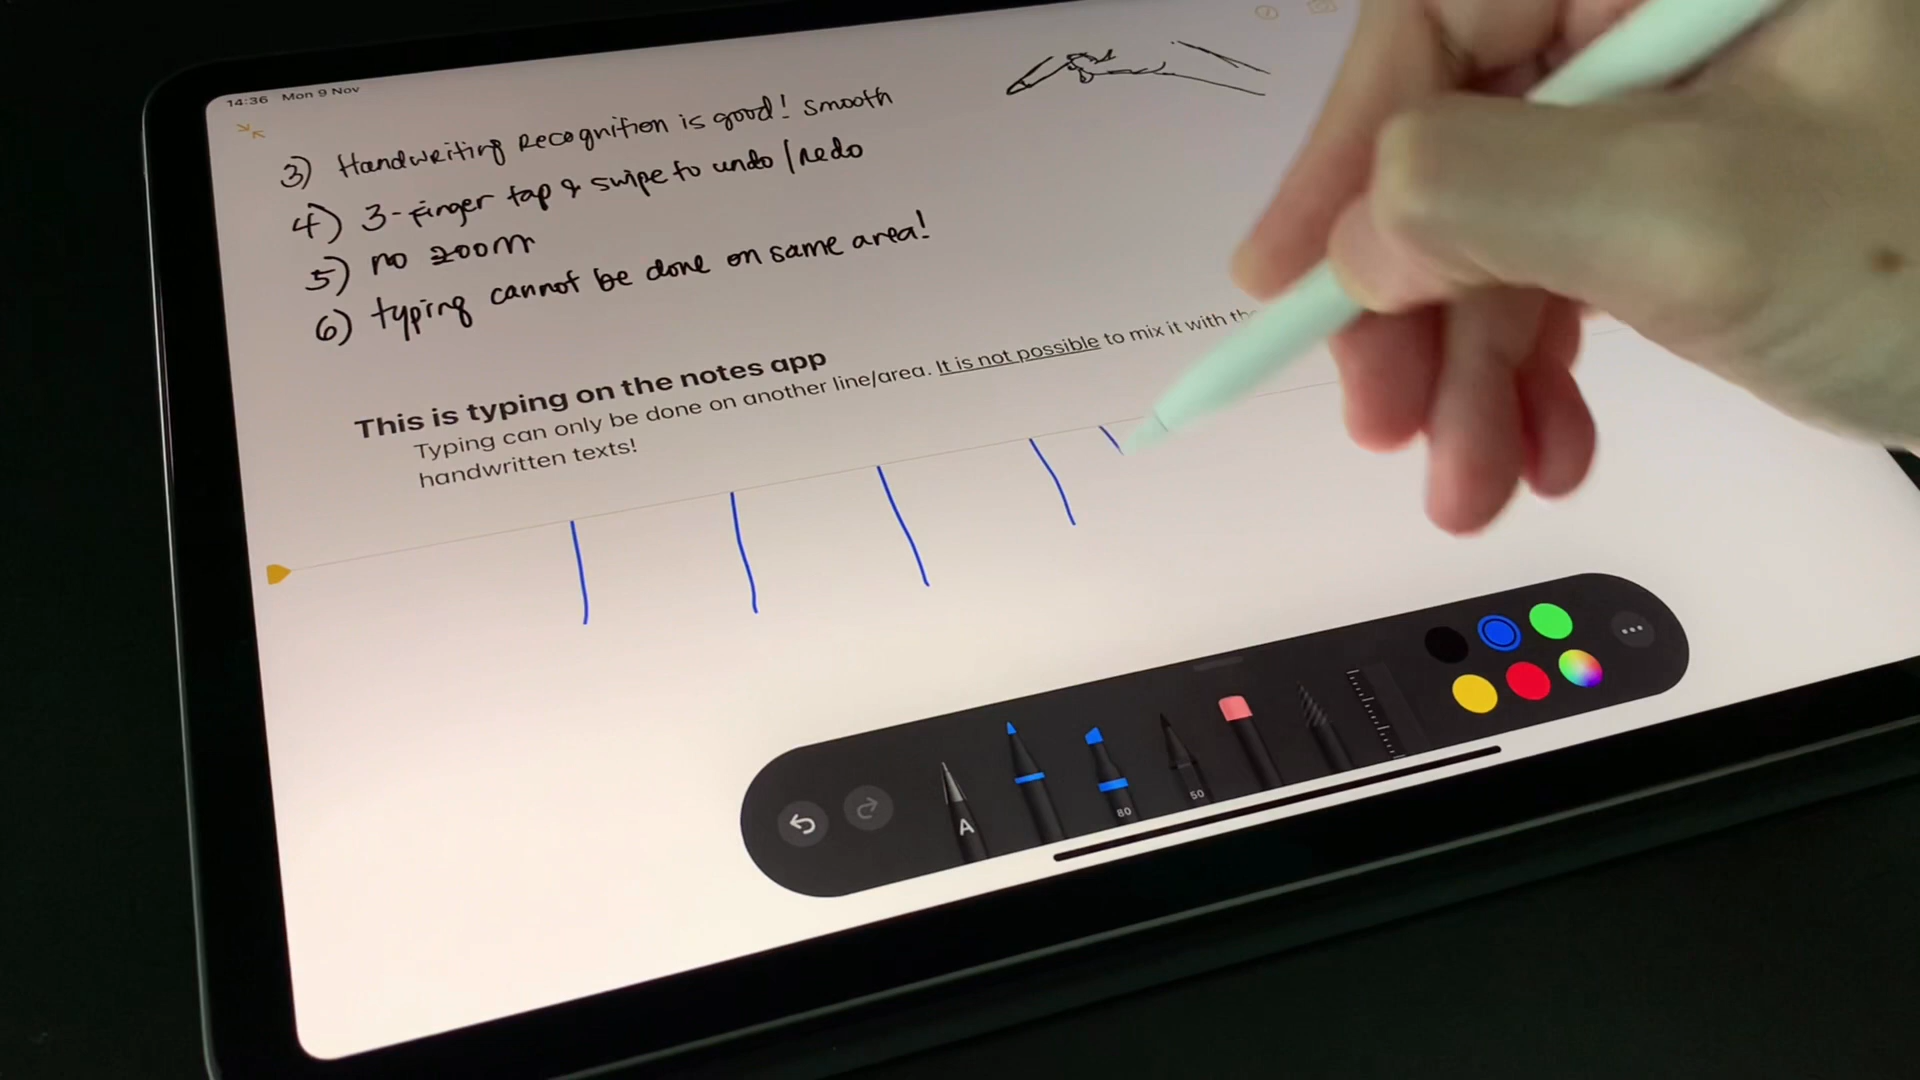 14:36 Mon 9 Nov
3) Handwriting Recognition is good! smooth
4) 3-finger tap & swipe to undo / redo
5) no zoom
6) typing cannot be done on same area!
This is typing on the notes app
Typing can only be done on another line/area. It is not possible to mix it with
handwritten texts!
A
80
50